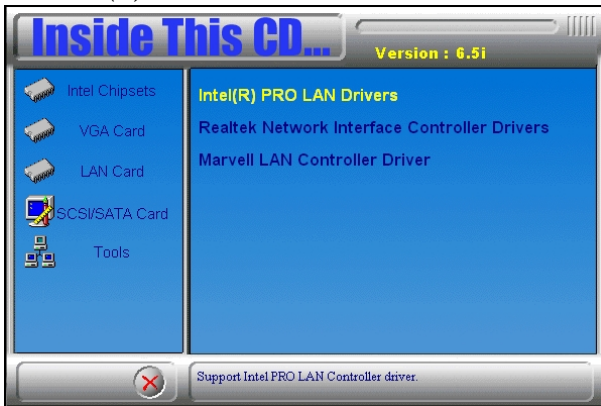 Inside This CD...
Version : 6.5i
Intel Chipsets
VGA Card
LAN Card
SCSI/SATA Card
Tools
Intel(R) PRO LAN Drivers
Realtek Network Interface Controller Drivers
Marvell LAN Controller Driver
Support Intel PRO LAN Controller driver.